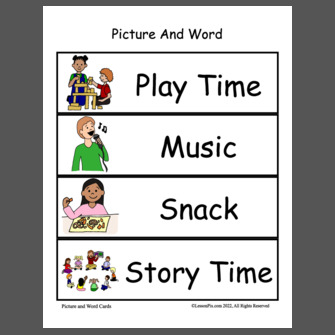 Picture And Word
Play Time
Music
Snack
Story Time
Picture and Word Cards
©LessonPix.com 2022, All Rights Reserved